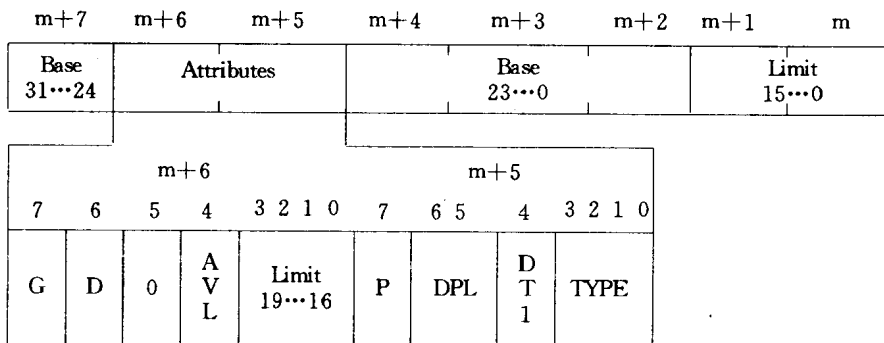 m+7 m+6 m+5 m+4 m+3 m+2 m+1 m
Base Attributes Base Limit
31···24 23···0 15···0
m+6 m+5
7 6 5 4 3 2 1 0 7 6 5 4 3 2 1 0
G D 0 AVL Limit 19···16 P DPL DT1 TYPE